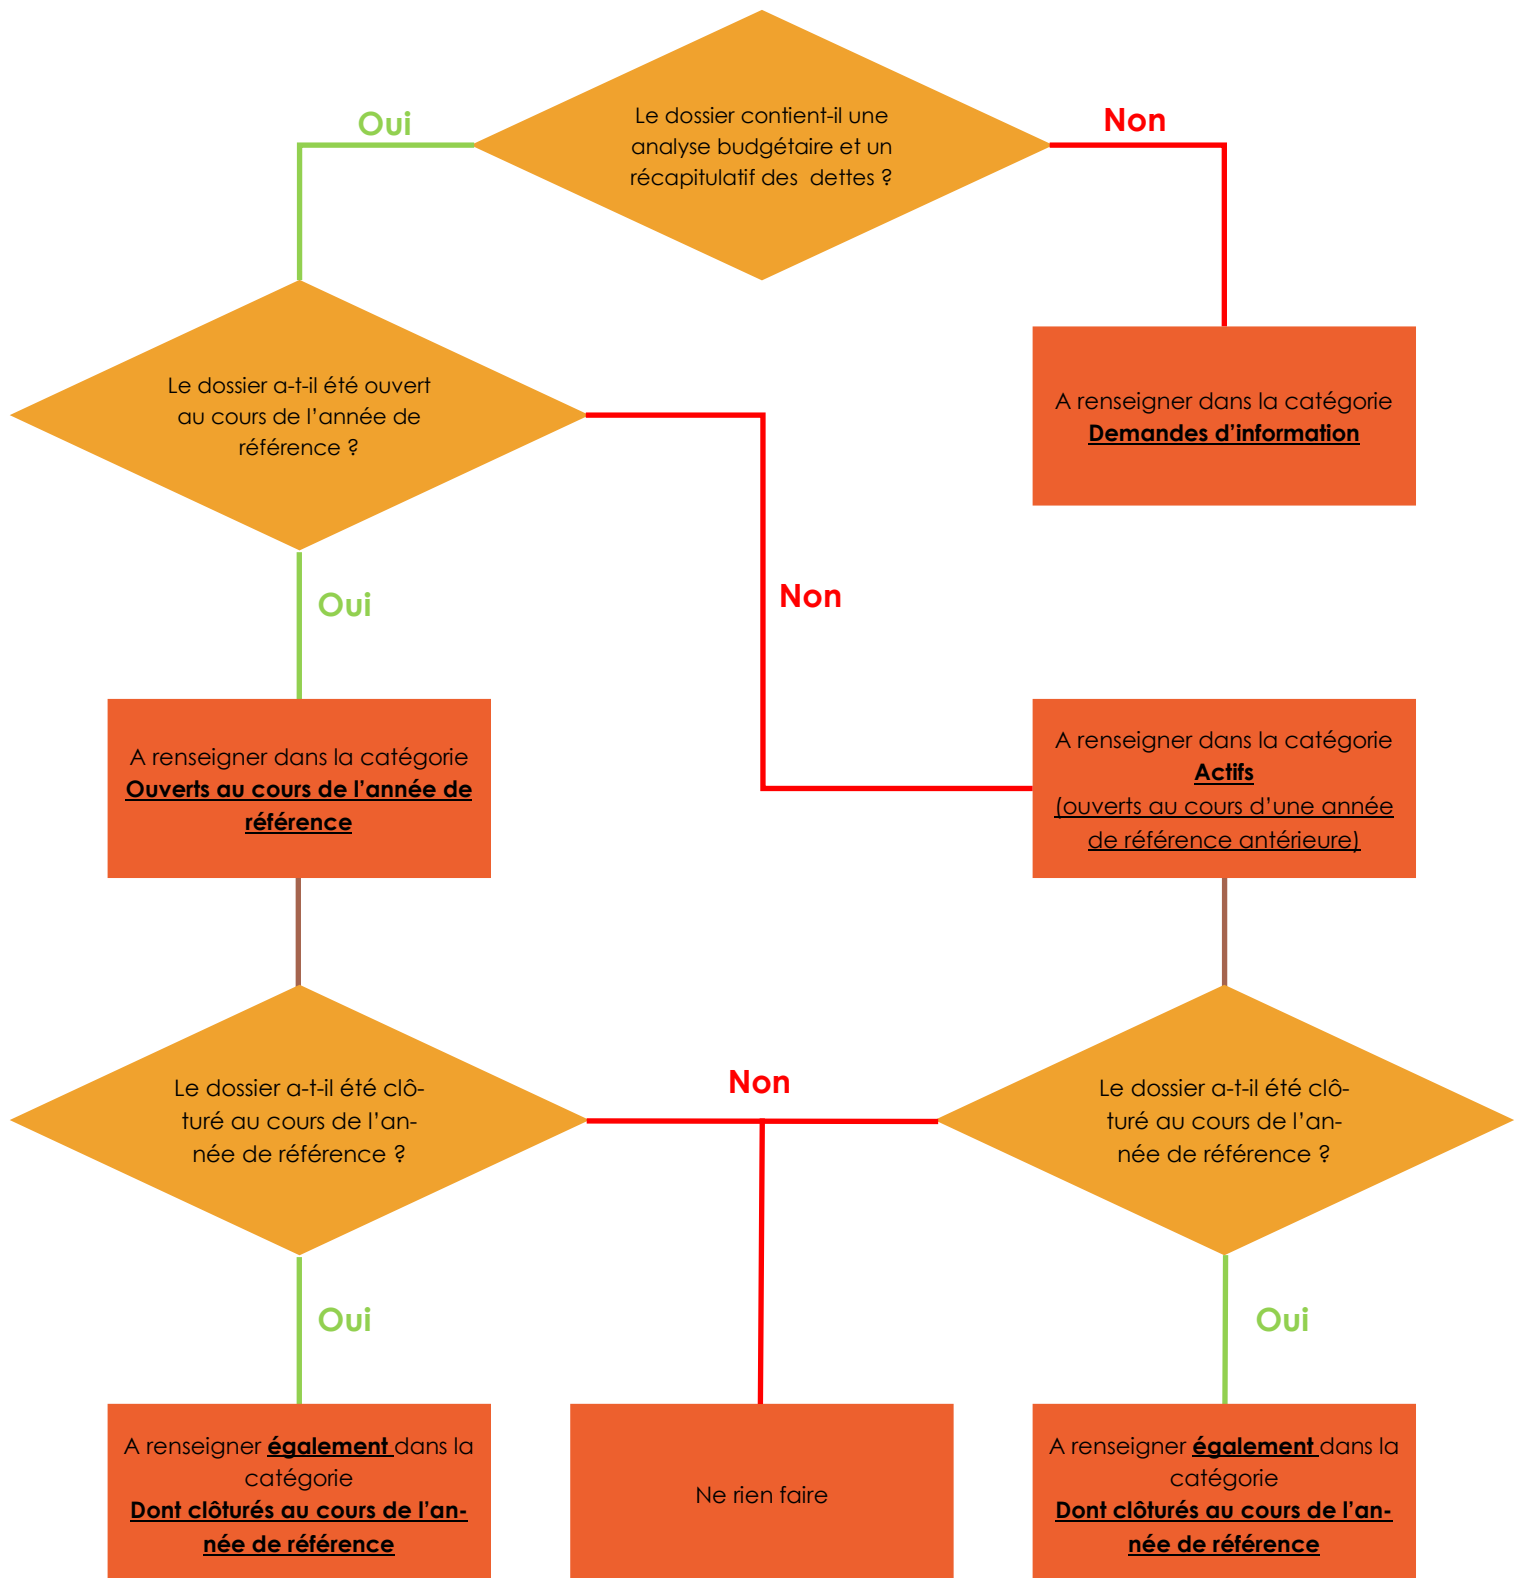 Oui
Le dossier contient-il une
analyse budgétaire et un
récapitulatif des  dettes ?
Non
Le dossier a-t-il été ouvert
au cours de l’année de
référence ?
A renseigner dans la catégorie
Demandes d’information
Oui
Non
A renseigner dans la catégorie
Ouverts au cours de l’année de
référence
A renseigner dans la catégorie
Actifs
(ouverts au cours d’une année
de référence antérieure)
Le dossier a-t-il été clô-
turé au cours de l’an-
née de référence ?
Non
Le dossier a-t-il été clô-
turé au cours de l’an-
née de référence ?
Oui
Oui
A renseigner également dans la
catégorie
Dont clôturés au cours de l’an-
née de référence
Ne rien faire
A renseigner également dans la
catégorie
Dont clôturés au cours de l’an-
née de référence